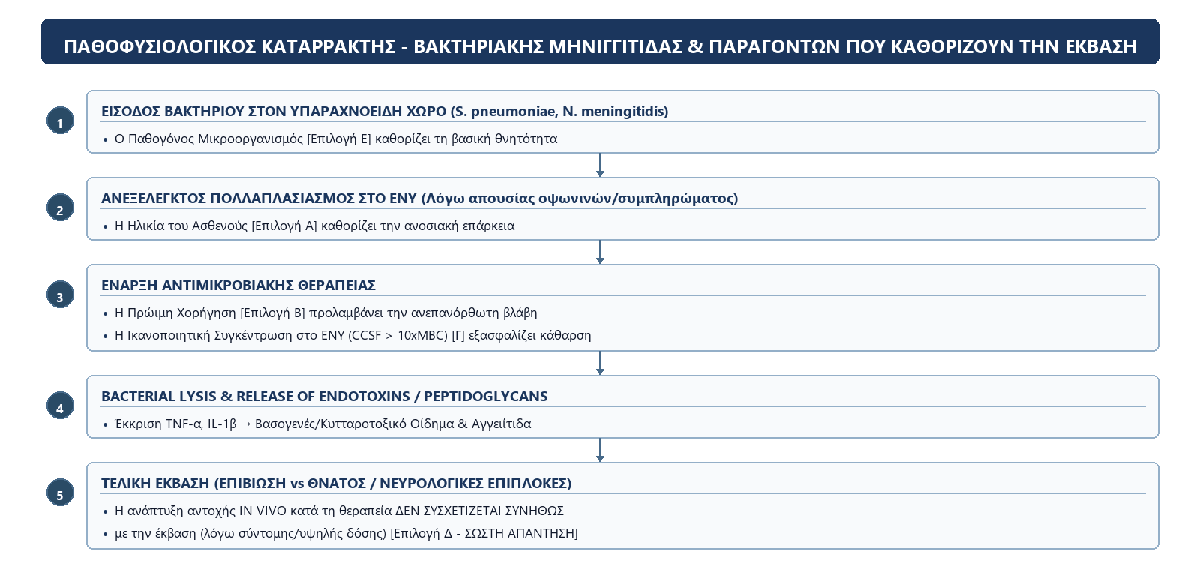 ΠΑΘΟΦΥΣΙΟΛΟΓΙΚΟΣ ΚΑΤΑΡΡΑΚΤΗΣ - ΒΑΚΤΗΡΙΑΚΗΣ ΜΗΝΙΓΓΙΤΙΔΑΣ & ΠΑΡΑΓΟΝΤΩΝ ΠΟΥ ΚΑΘΟΡΙΖΟΥΝ ΤΗΝ ΕΚΒΑΣΗ
1
ΕΙΣΟΔΟΣ ΒΑΚΤΗΡΙΟΥ ΣΤΟΝ ΥΠΑΡΑΧΝΟΕΙΔΗ ΧΩΡΟ (S. pneumoniae, N. meningitidis)
• Ο Παθογόνος Μικροοργανισμός [Επιλογή Ε] καθορίζει τη βασική θνητότητα
2
ΑΝΕΞΕΛΕΓΚΤΟΣ ΠΟΛΛΑΠΛΑΣΙΑΣΜΟΣ ΣΤΟ ΕΝΥ (Λόγω απουσίας οψωνινών/συμπληρώματος)
• Η Ηλικία του Ασθενούς [Επιλογή Α] καθορίζει την ανοσιακή επάρκεια
3
ΕΝΑΡΞΗ ΑΝΤΙΜΙΚΡΟΒΙΑΚΗΣ ΘΕΡΑΠΕΙΑΣ
• Η Πρώιμη Χορήγηση [Επιλογή Β] προλαμβάνει την ανεπανόρθωτη βλάβη
• Η Ικανοποιητική Συγκέντρωση στο ΕΝΥ (CCSF > 10xMBC) [Γ] εξασφαλίζει κάθαρση
4
BACTERIAL LYSIS & RELEASE OF ENDOTOXINS / PEPTIDOGLYCANS
• Έκκριση TNF-α, IL-1β → Βασογενές/Κυτταροτοξικό Οίδημα & Αγγειίτιδα
5
ΤΕΛΙΚΗ ΕΚΒΑΣΗ (ΕΠΙΒΙΩΣΗ vs ΘΝΑΤΟΣ / ΝΕΥΡΟΛΟΓΙΚΕΣ ΕΠΙΠΛΟΚΕΣ)
• Η ανάπτυξη αντοχής IN VIVO κατά τη θεραπεία ΔΕΝ ΣΥΣΧΕΤΙΖΕΤΑΙ ΣΥΝΗΘΩΣ
• με την έκβαση (λόγω σύντομης/υψηλής δόσης) [Επιλογή Δ - ΣΩΣΤΗ ΑΠΑΝΤΗΣΗ]